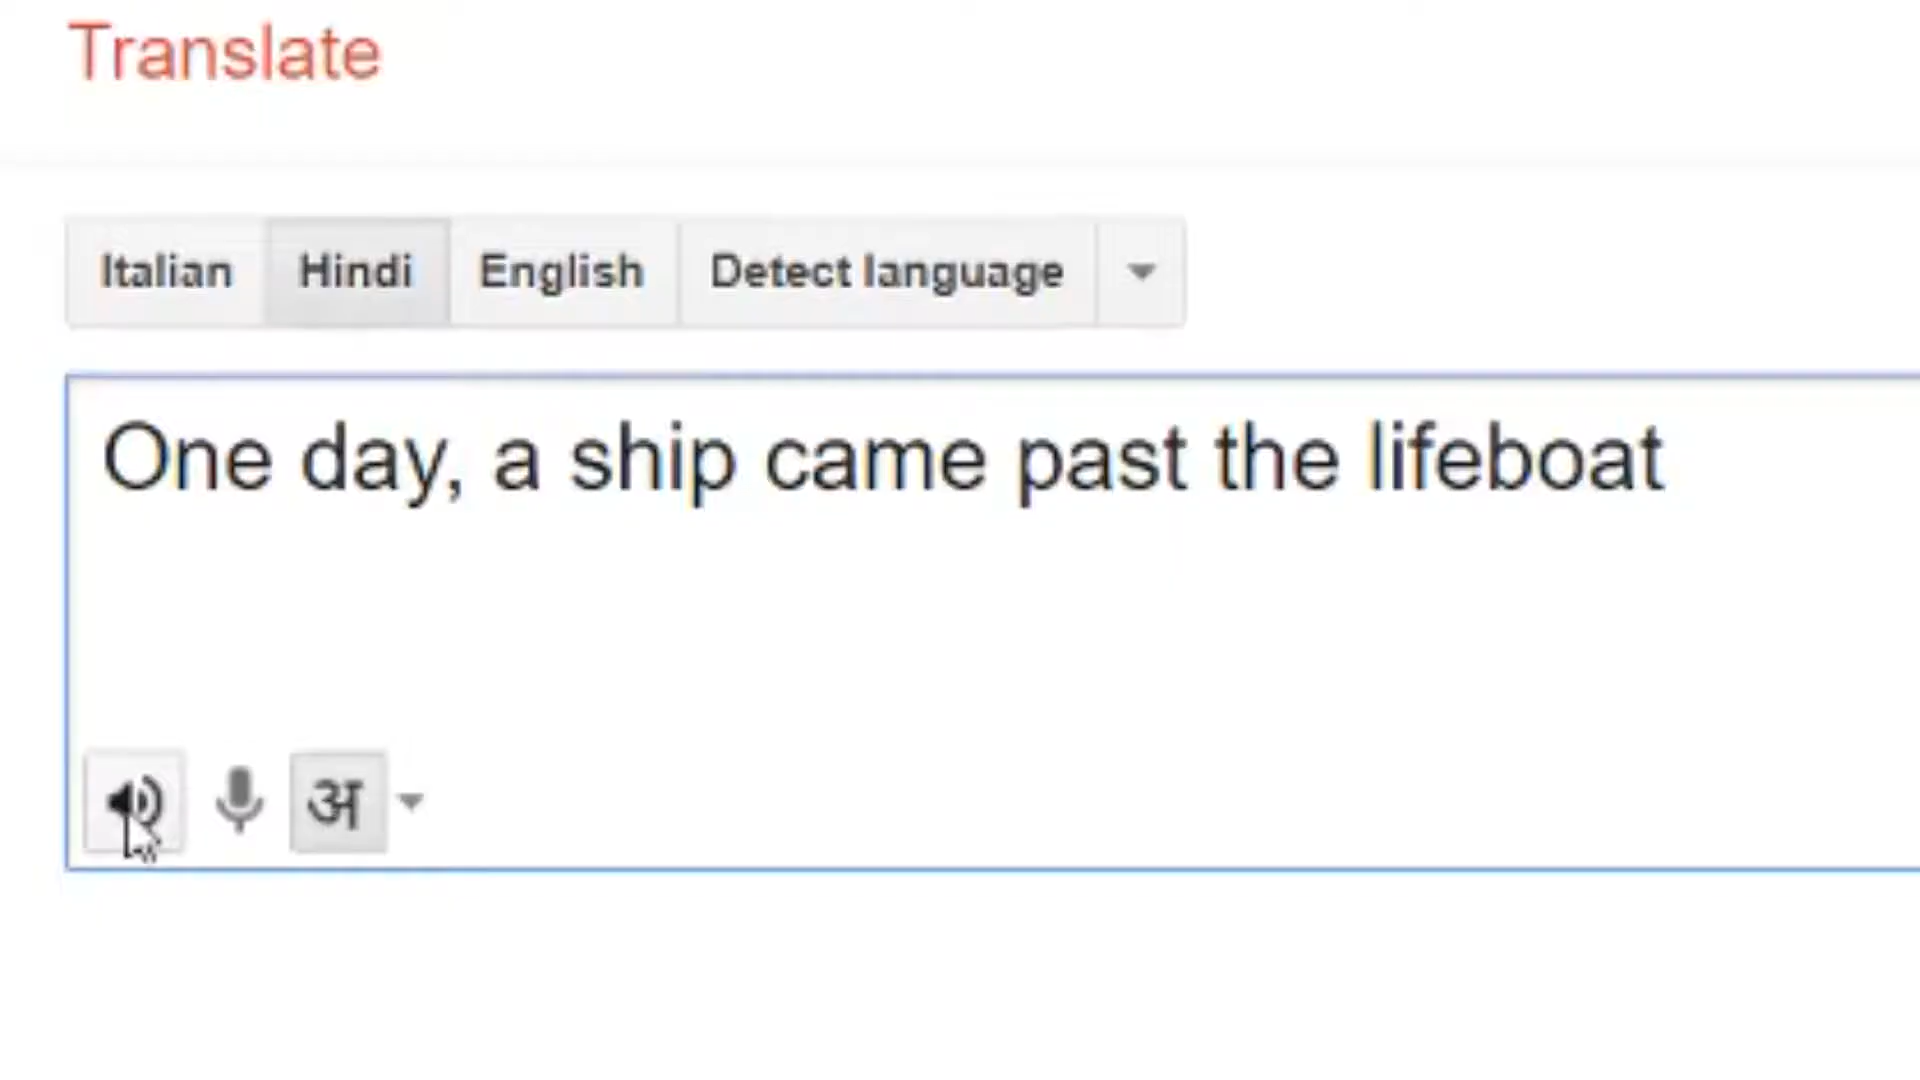 Translate
Italian Hindi English Detect language
One day, a ship came past the lifeboat
अ